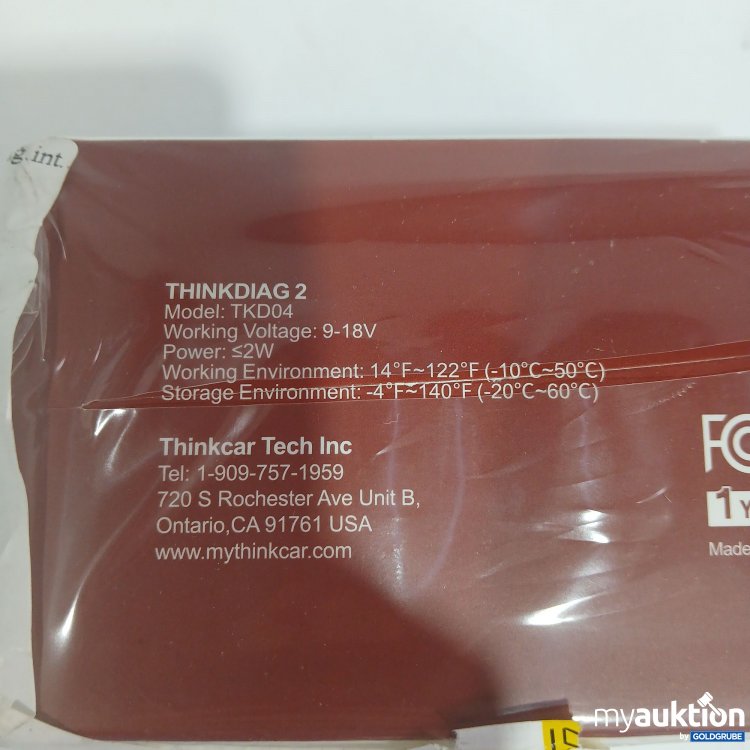 g.int.
THINKDIAG 2
Model: TKD04
Working Voltage: 9-18V
Power: ≤2W
Working Environment: 14°F~122°F (-10°C~50°C)
Storage Environment: -4°F~140°F (-20°C~60°C)
Thinkcar Tech Inc
Tel: 1-909-757-1959
720 S Rochester Ave Unit B,
Ontario,CA 91761 USA
www.mythinkcar.com
FC
1 Y
Made
myauktion
by GOLDGRUBE